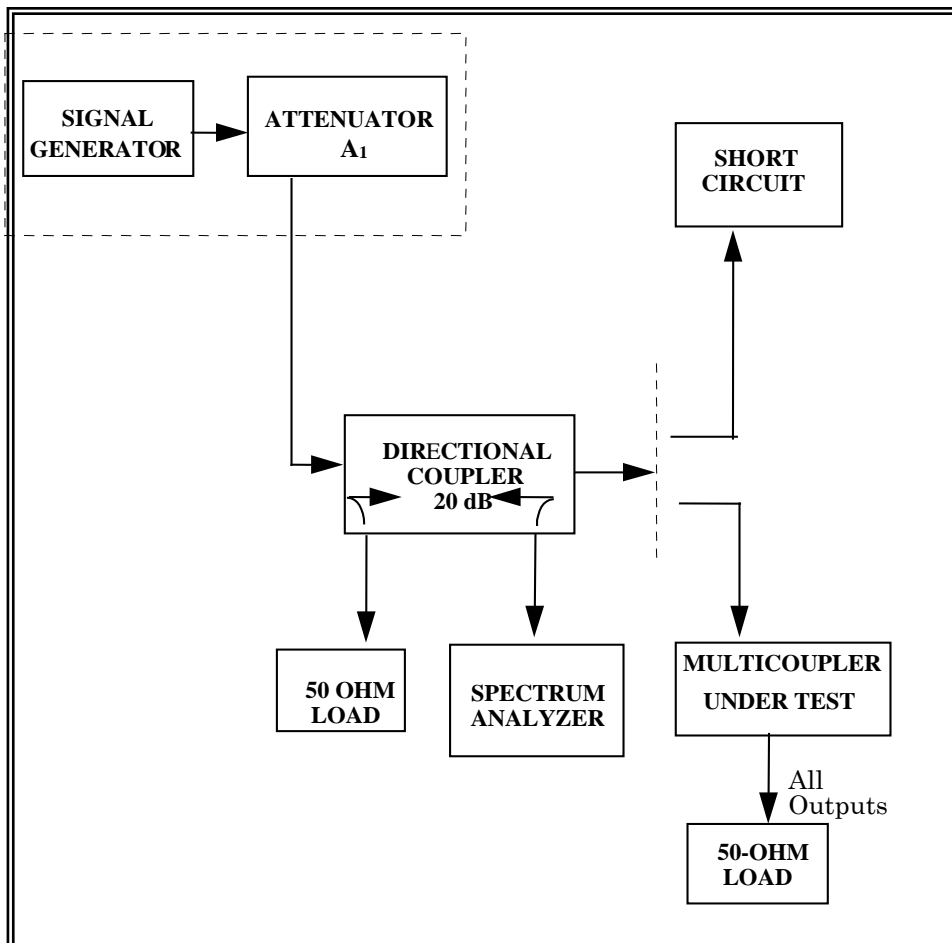 SIGNAL
GENERATOR
ATTENUATOR
A1
SHORT
CIRCUIT
DIRECTIONAL
COUPLER
20 dB
50 OHM
LOAD
SPECTRUM
ANALYZER
MULTICOUPLER
UNDER TEST
All
Outputs
50-OHM
LOAD